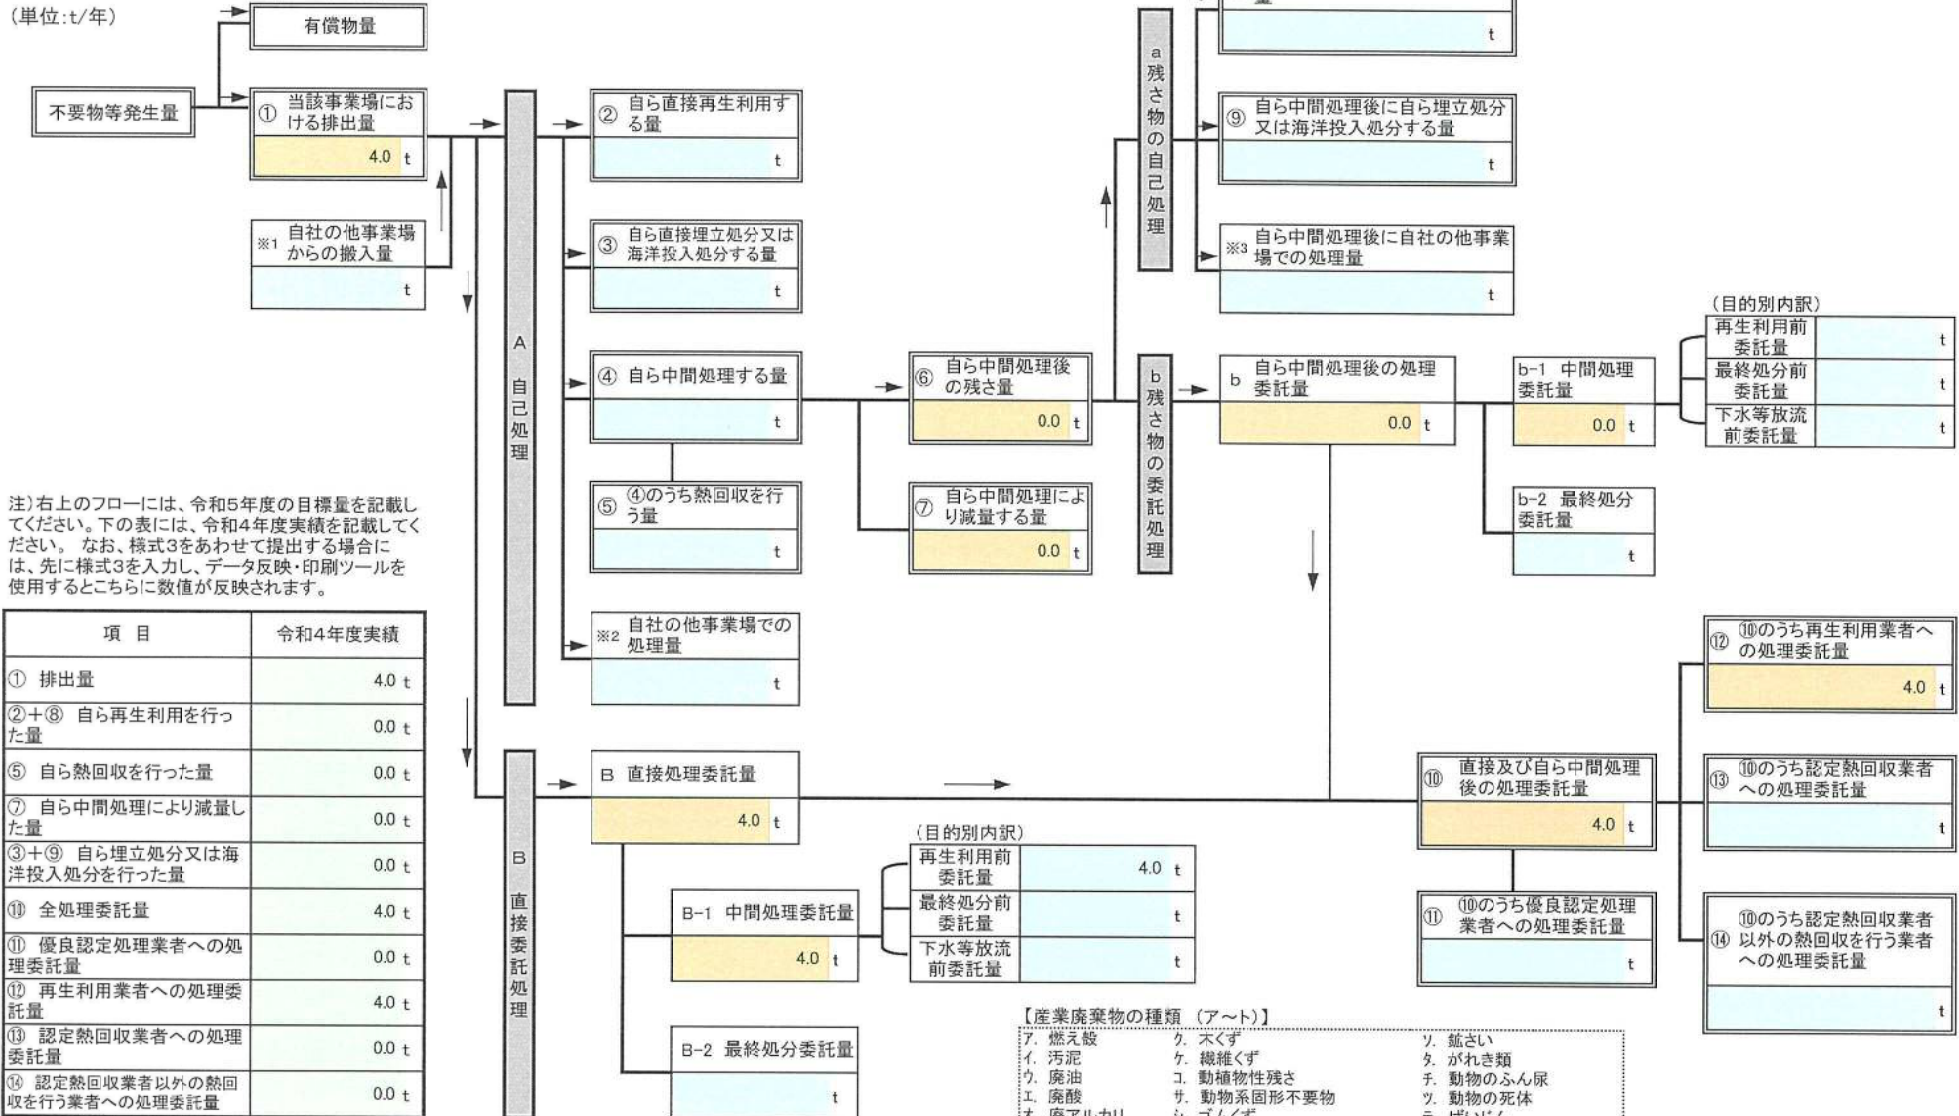 (単位:t/年)
有償物量
不要物等発生量
① 当該事業場にお
ける排出量
4.0 t
※1 自社の他事業場
からの搬入量
t
A 自己処理
② 自ら直接再生利用す
る量
t
③ 自ら直接埋立処分又は
海洋投入処分する量
t
④ 自ら中間処理する量
t
⑤ ④のうち熱回収を行
う量
t
※2 自社の他事業場での
処理量
t
⑥ 自ら中間処理後
の残さ量
0.0 t
⑦ 自ら中間処理によ
り減量する量
0.0 t
a 残さ物の自己処理
t
⑨ 自ら中間処理後に自ら埋立処分
又は海洋投入処分する量
t
※3 自ら中間処理後に自社の他事業
場での処理量
t
b 残さ物の委託処理
b 自ら中間処理後の処理
委託量
0.0 t
b-1 中間処理
委託量
0.0 t
(目的別内訳)
再生利用前
委託量
t
最終処分前
委託量
t
下水等放流
前委託量
t
b-2 最終処分
委託量
t
注)右上のフローには、令和5年度の目標量を記載し
てください。下の表には、令和4年度実績を記載してく
ださい。 なお、様式3をあわせて提出する場合に
は、先に様式3を入力し、データ反映・印刷ツールを
使用するとこちらに数値が反映されます。
項 目 令和4年度実績
① 排出量 4.0 t
②+⑧ 自ら再生利用を行っ
た量 0.0 t
⑤ 自ら熱回収を行った量 0.0 t
⑦ 自ら中間処理により減量し
た量 0.0 t
③+⑨ 自ら埋立処分又は海
洋投入処分を行った量 0.0 t
⑩ 全処理委託量 4.0 t
⑪ 優良認定処理業者への処
理委託量 0.0 t
⑫ 再生利用業者への処理委
託量 4.0 t
⑬ 認定熱回収業者への処理
委託量 0.0 t
⑭ 認定熱回収業者以外の熱回
収を行う業者への処理委託量 0.0 t
B 直接委託処理
B 直接処理委託量
4.0 t
B-1 中間処理委託量
4.0 t
(目的別内訳)
再生利用前
委託量
4.0 t
最終処分前
委託量
t
下水等放流
前委託量
t
B-2 最終処分委託量
t
⑩ 直接及び自ら中間処理
後の処理委託量
4.0 t
⑪ ⑩のうち優良認定処理
業者への処理委託量
t
⑫ ⑩のうち再生利用業者へ
の処理委託量
4.0 t
⑬ ⑩のうち認定熱回収業者
への処理委託量
t
⑭ ⑩のうち認定熱回収業者
以外の熱回収を行う業者
への処理委託量
t
【産業廃棄物の種類 (ア~ト)】
ア. 燃え殻 ク. 木くず ソ. 鉱さい
イ. 汚泥 ケ. 繊維くず タ. がれき類
ウ. 廃油 コ. 動植物性残さ チ. 動物のふん尿
エ. 廃酸 サ. 動物系固形不要物 ツ. 動物の死体